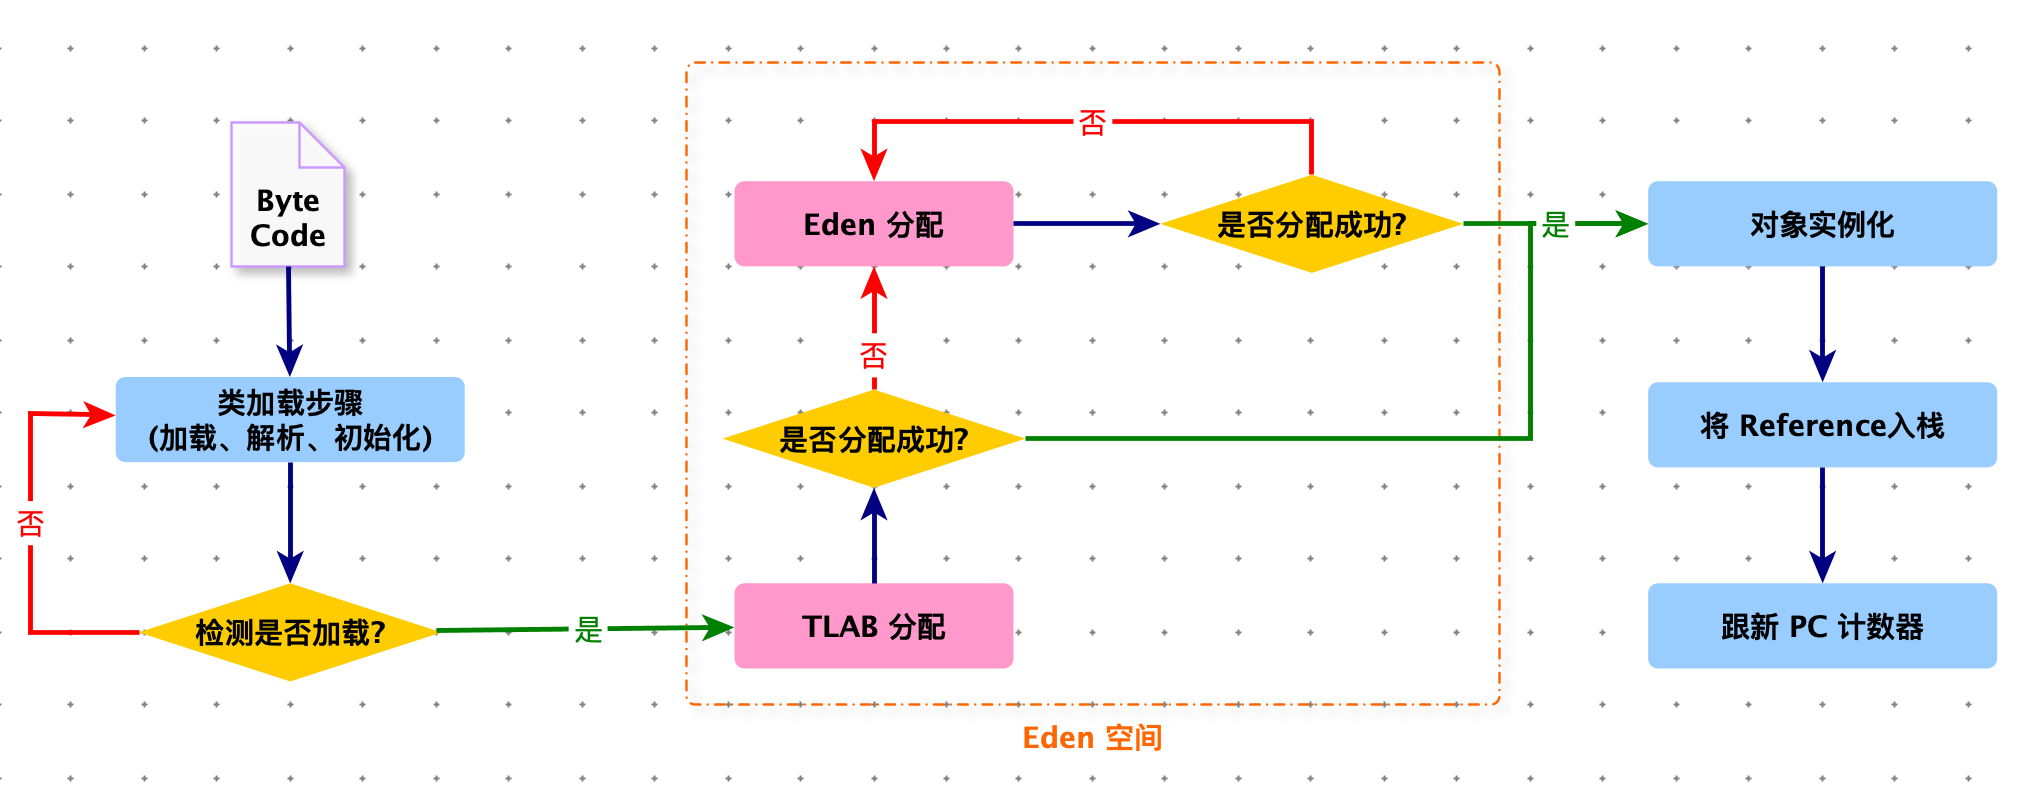 Byte
Code
类加载步骤
(加载、解析、初始化)
否
检测是否加载?
是
否
Eden 分配
是否分配成功?
是
否
是否分配成功?
TLAB 分配
Eden 空间
对象实例化
将 Reference入栈
跟新 PC 计数器